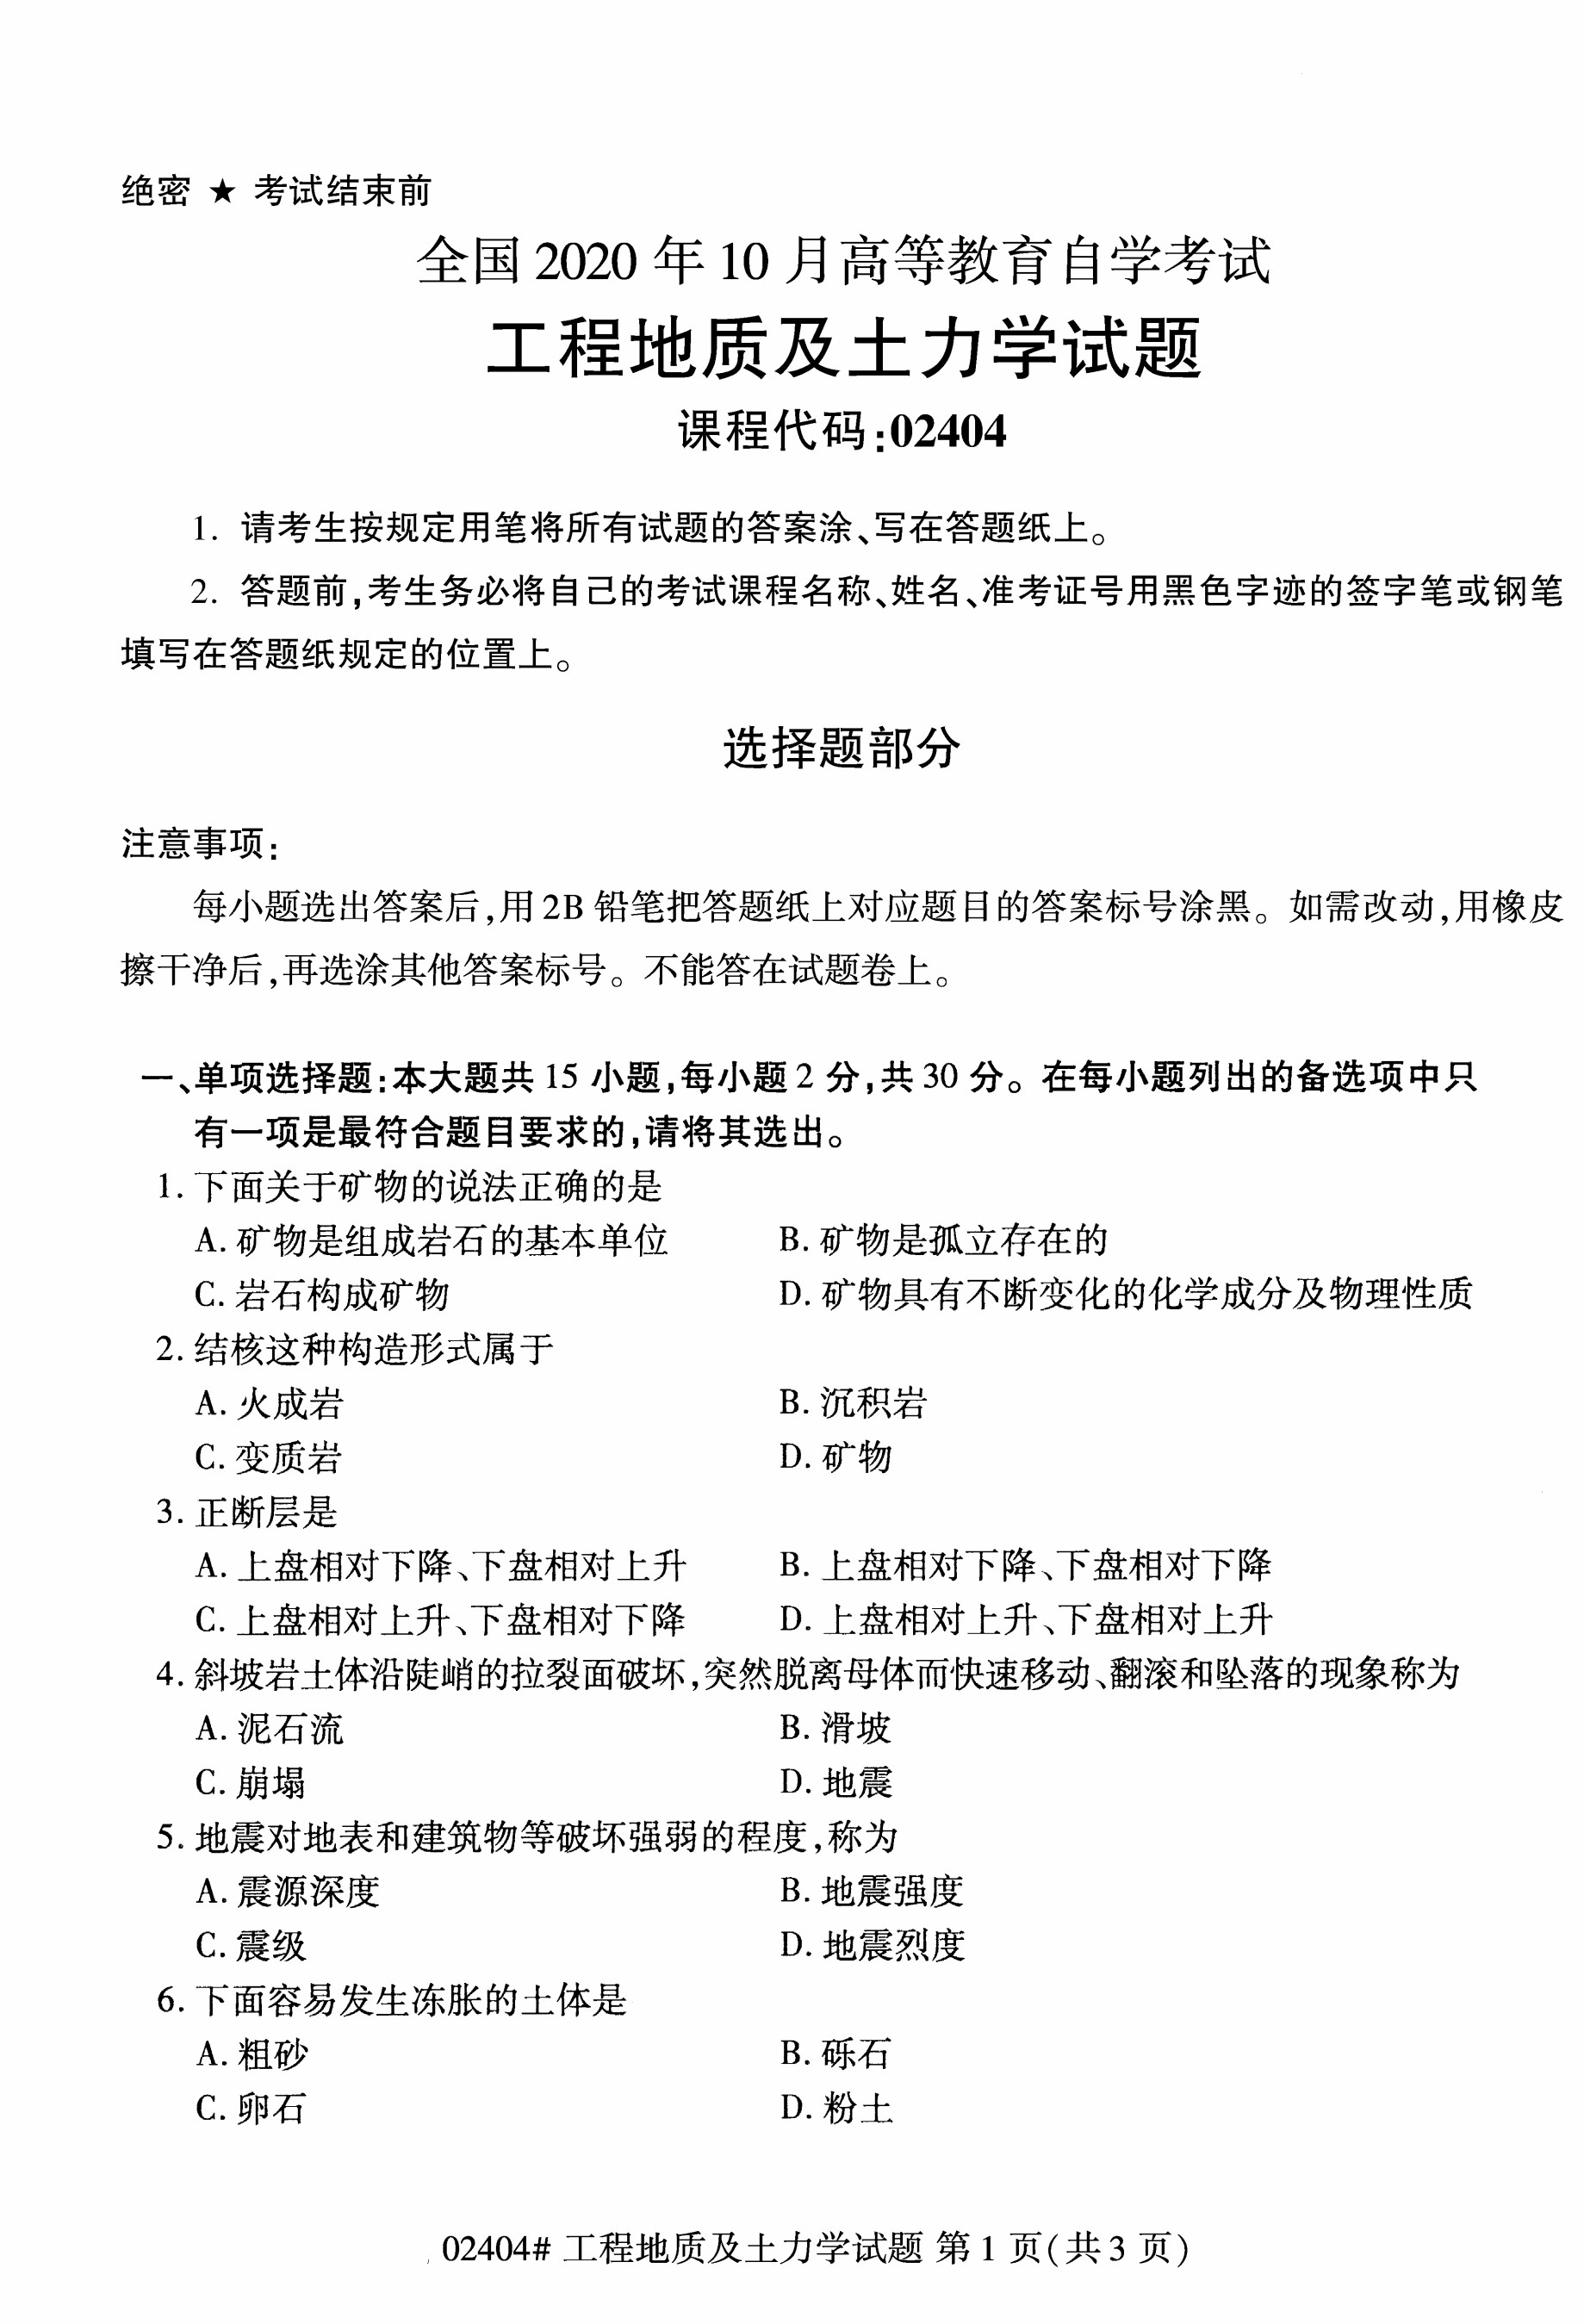 绝密 ★ 考试结束前
全国 2020 年 10 月高等教育自学考试
工程地质及土力学试题
课程代码:02404
1. 请考生按规定用笔将所有试题的答案涂、写在答题纸上。
2. 答题前,考生务必将自己的考试课程名称、姓名、准考证号用黑色字迹的签字笔或钢笔
填写在答题纸规定的位置上。
选择题部分
注意事项:
每小题选出答案后,用2B 铅笔把答题纸上对应题目的答案标号涂黑。如需改动,用橡皮
擦干净后,再选涂其他答案标号。不能答在试题卷上。
一、单项选择题:本大题共 15 小题,每小题 2 分,共 30 分。在每小题列出的备选项中只
有一项是最符合题目要求的,请将其选出。
1. 下面关于矿物的说法正确的是
A. 矿物是组成岩石的基本单位 B. 矿物是孤立存在的
C. 岩石构成矿物 D. 矿物具有不断变化的化学成分及物理性质
2. 结核这种构造形式属于
A. 火成岩 B. 沉积岩
C. 变质岩 D. 矿物
3. 正断层是
A. 上盘相对下降、下盘相对上升 B. 上盘相对下降、下盘相对下降
C. 上盘相对上升、下盘相对下降 D. 上盘相对上升、下盘相对上升
4. 斜坡岩土体沿陡峭的拉裂面破坏,突然脱离母体而快速移动、翻滚和坠落的现象称为
A. 泥石流 B. 滑坡
C. 崩塌 D. 地震
5. 地震对地表和建筑物等破坏强弱的程度,称为
A. 震源深度 B. 地震强度
C. 震级 D. 地震烈度
6. 下面容易发生冻胀的土体是
A. 粗砂 B. 砾石
C. 卵石 D. 粉土
02404# 工程地质及土力学试题 第 1 页(共 3 页)